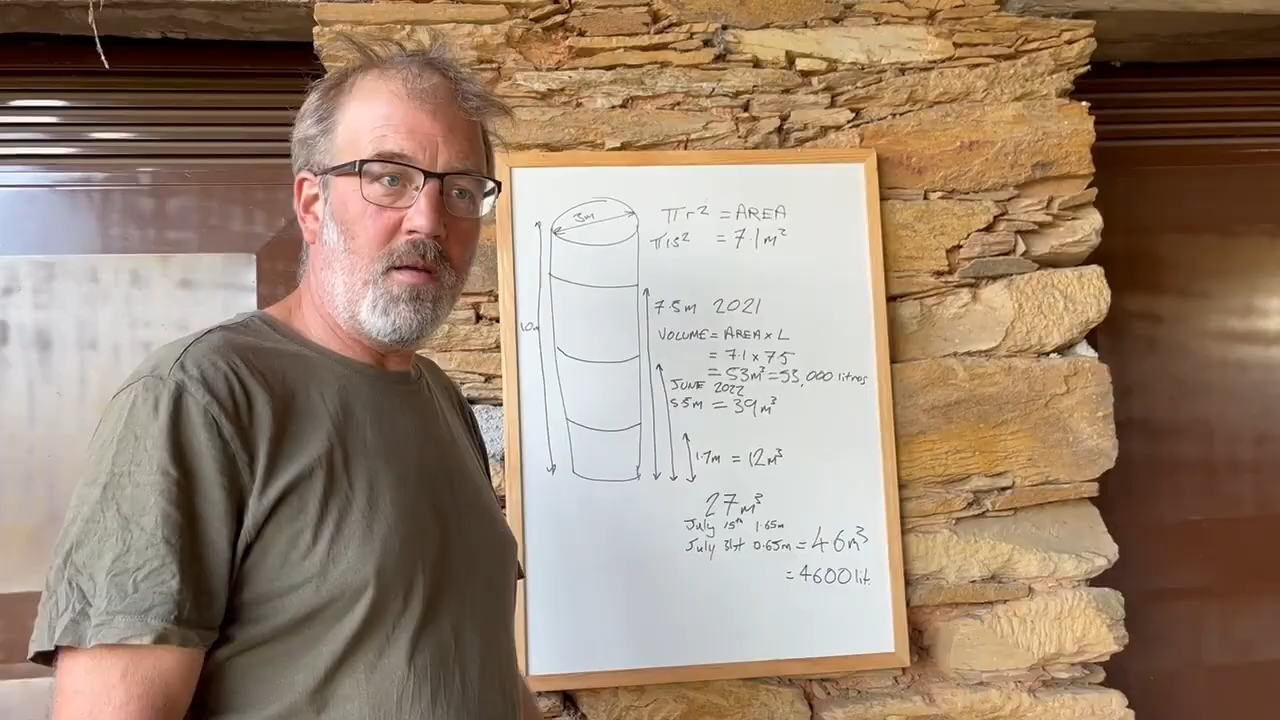 3m
πr² = AREA
π1.5² = 7.1m²
10m
7.5m 2021
VOLUME = AREA x L
= 7.1 x 7.5
= 53m³ = 53,000 litres
JUNE 2022
5.5m = 39m³
1.7m = 12m³
27m³
July 15th 1.65m
July 31st 0.65m = 4.6m³
= 4600 lit.